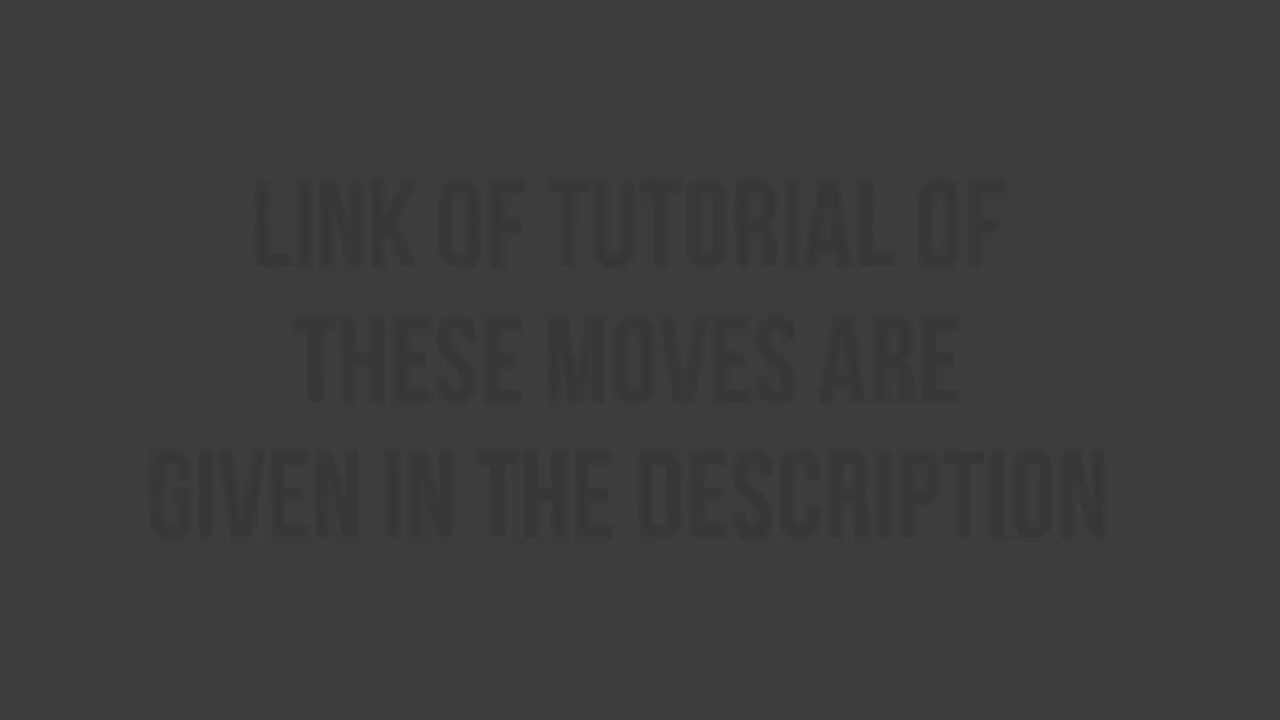 LINK OF TUTORIAL OF
THESE MOVES ARE
GIVEN IN THE DESCRIPTION